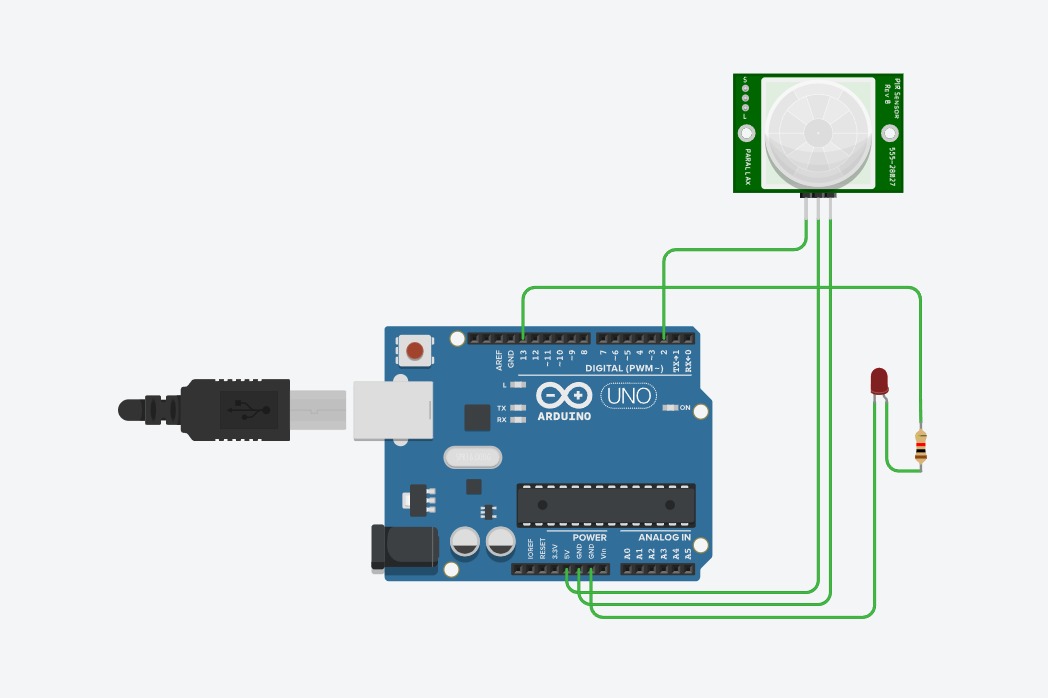 S
L
PIR SENSOR
Rev B
PARALLAX
555-28027
AREF
GND
13
12
~11
~10
~9
8
7
~6
~5
4
~3
2
TX→1
RX←0
DIGITAL (PWM~)
L
TX
RX
ARDUINO
UNO
ON
IOREF
RESET
3.3V
5V
GND
GND
Vin
POWER
ANALOG IN
A0
A1
A2
A3
A4
A5